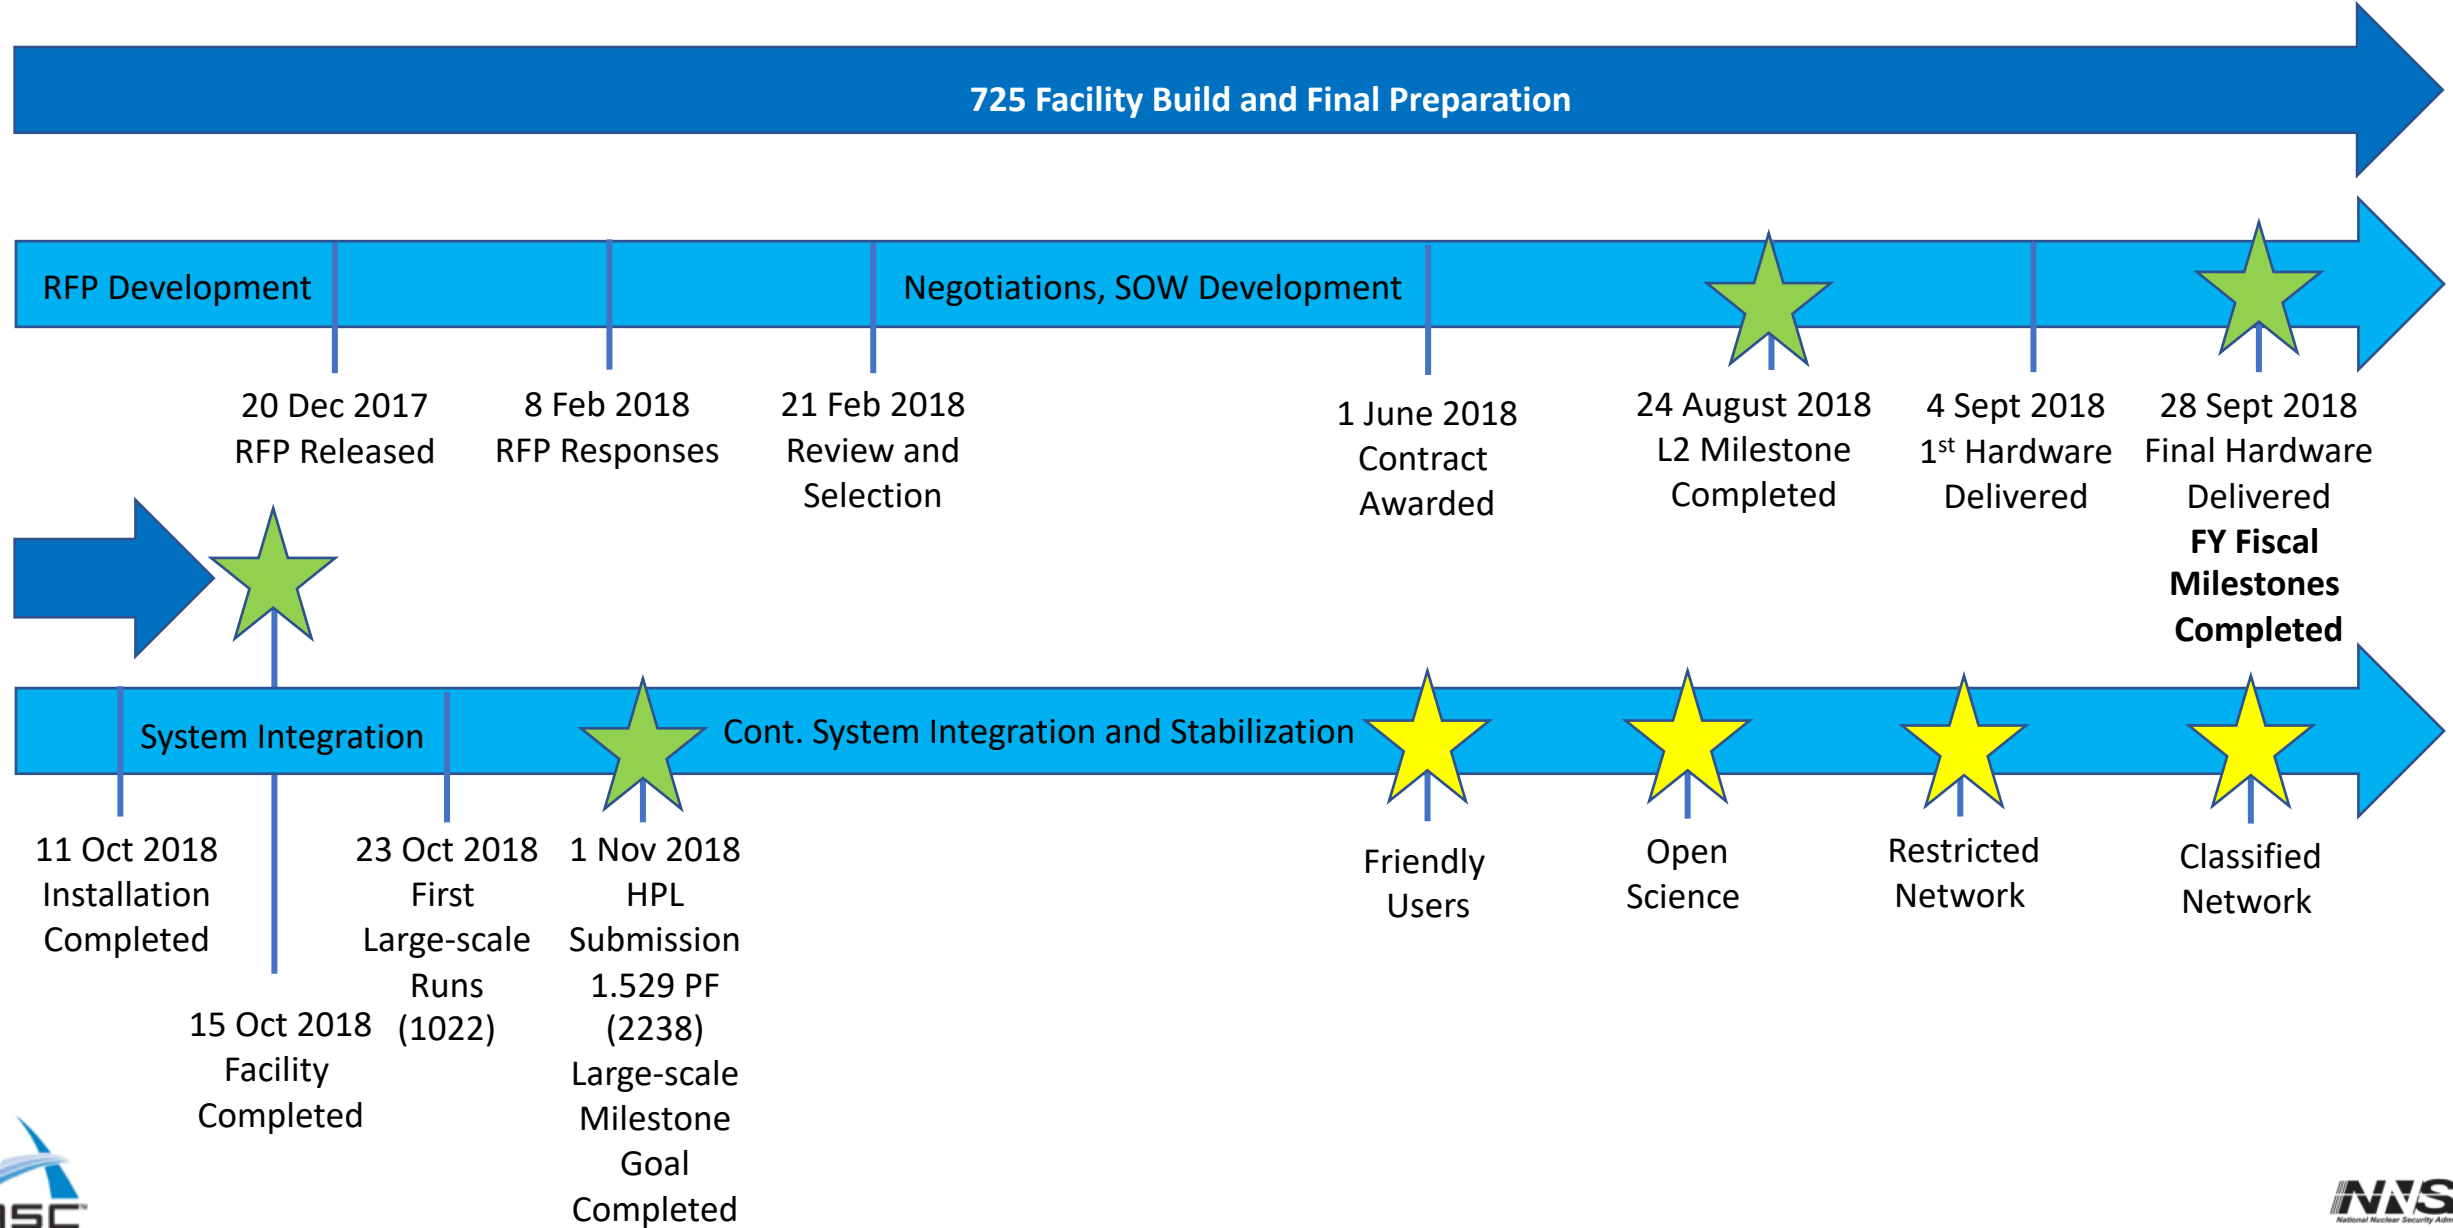 725 Facility Build and Final Preparation
RFP Development
Negotiations, SOW Development
20 Dec 2017
RFP Released
8 Feb 2018
RFP Responses
21 Feb 2018
Review and
Selection
1 June 2018
Contract
Awarded
24 August 2018
L2 Milestone
Completed
4 Sept 2018
1st Hardware
Delivered
28 Sept 2018
Final Hardware
Delivered
FY Fiscal
Milestones
Completed
System Integration
Cont. System Integration and Stabilization
11 Oct 2018
Installation
Completed
15 Oct 2018
Facility
Completed
23 Oct 2018
First
Large-scale
Runs
(1022)
1 Nov 2018
HPL
Submission
1.529 PF
(2238)
Large-scale
Milestone
Goal
Completed
Friendly
Users
Open
Science
Restricted
Network
Classified
Network
National Nuclear Security